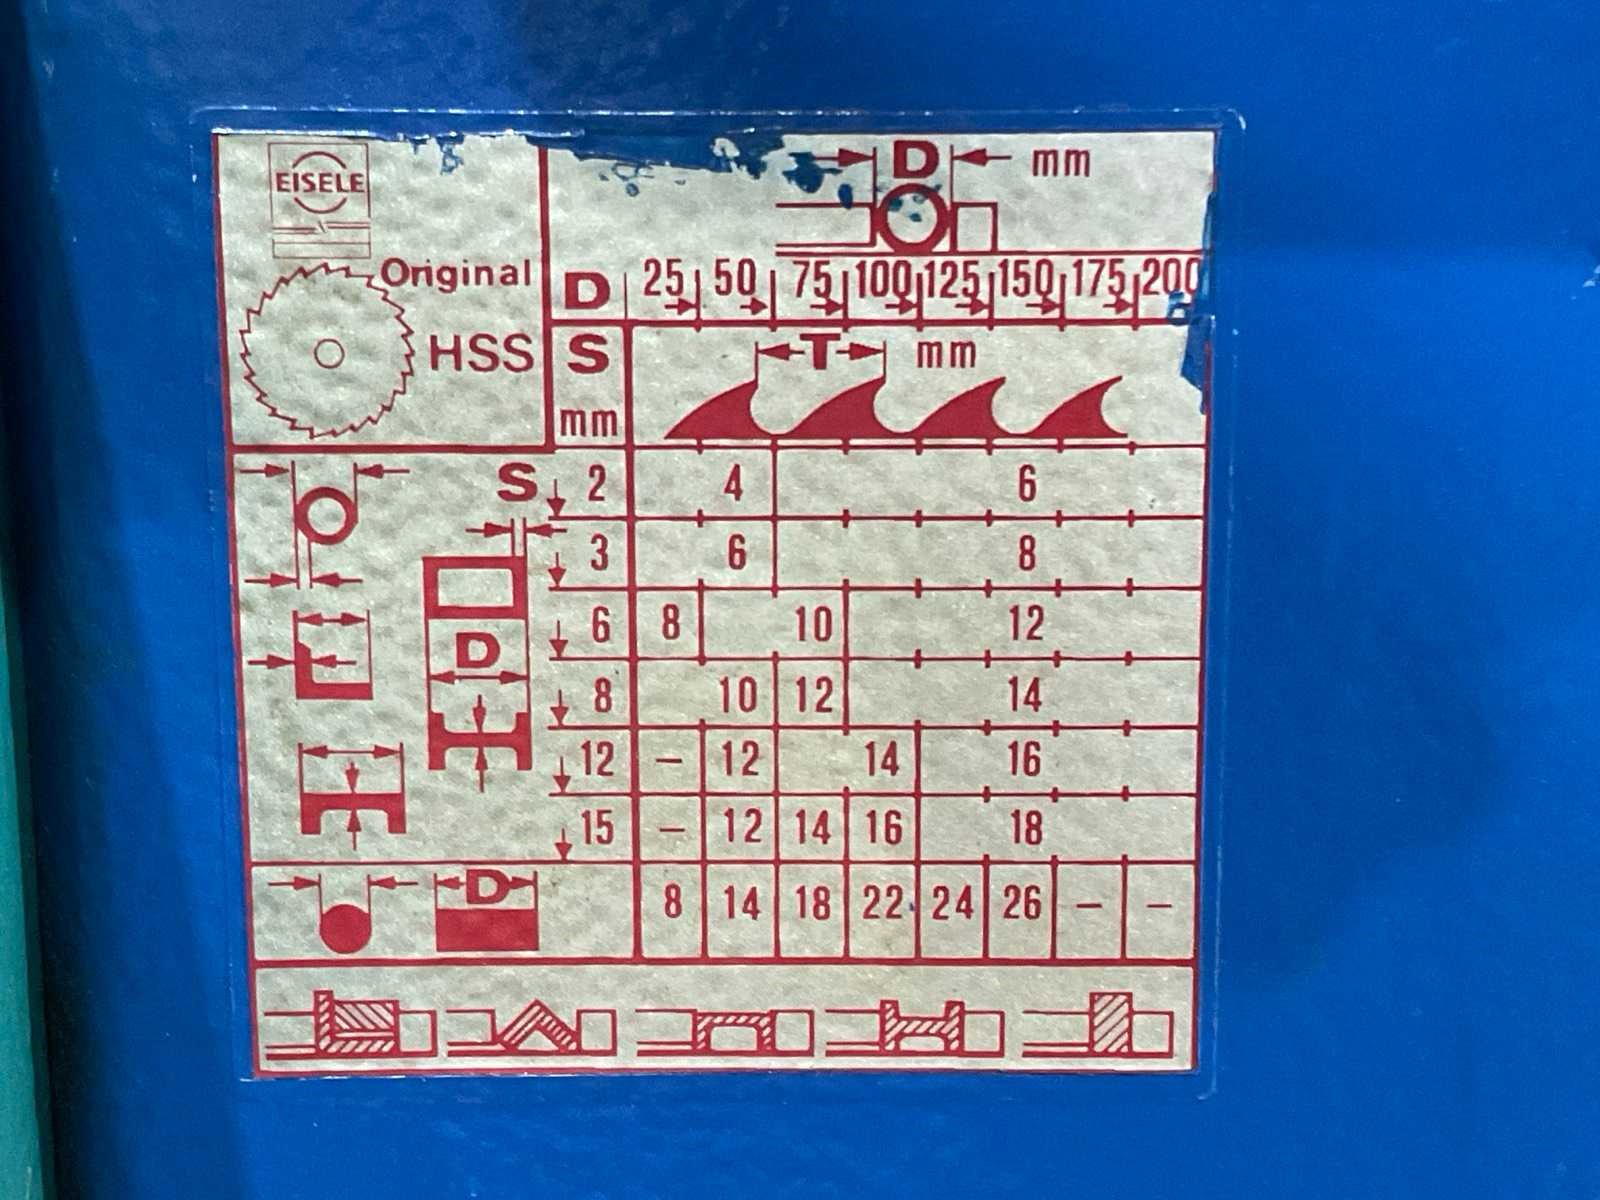 EISELE
Original
HSS
D mm
D 25 50 75 100 125 150 175 200
S T mm
mm
S 2 4 6
3 6 8
6 8 10 12
D
8 10 12 14
12 – 12 14 16
15 – 12 14 16 18
D 8 14 18 22 24 26 – –